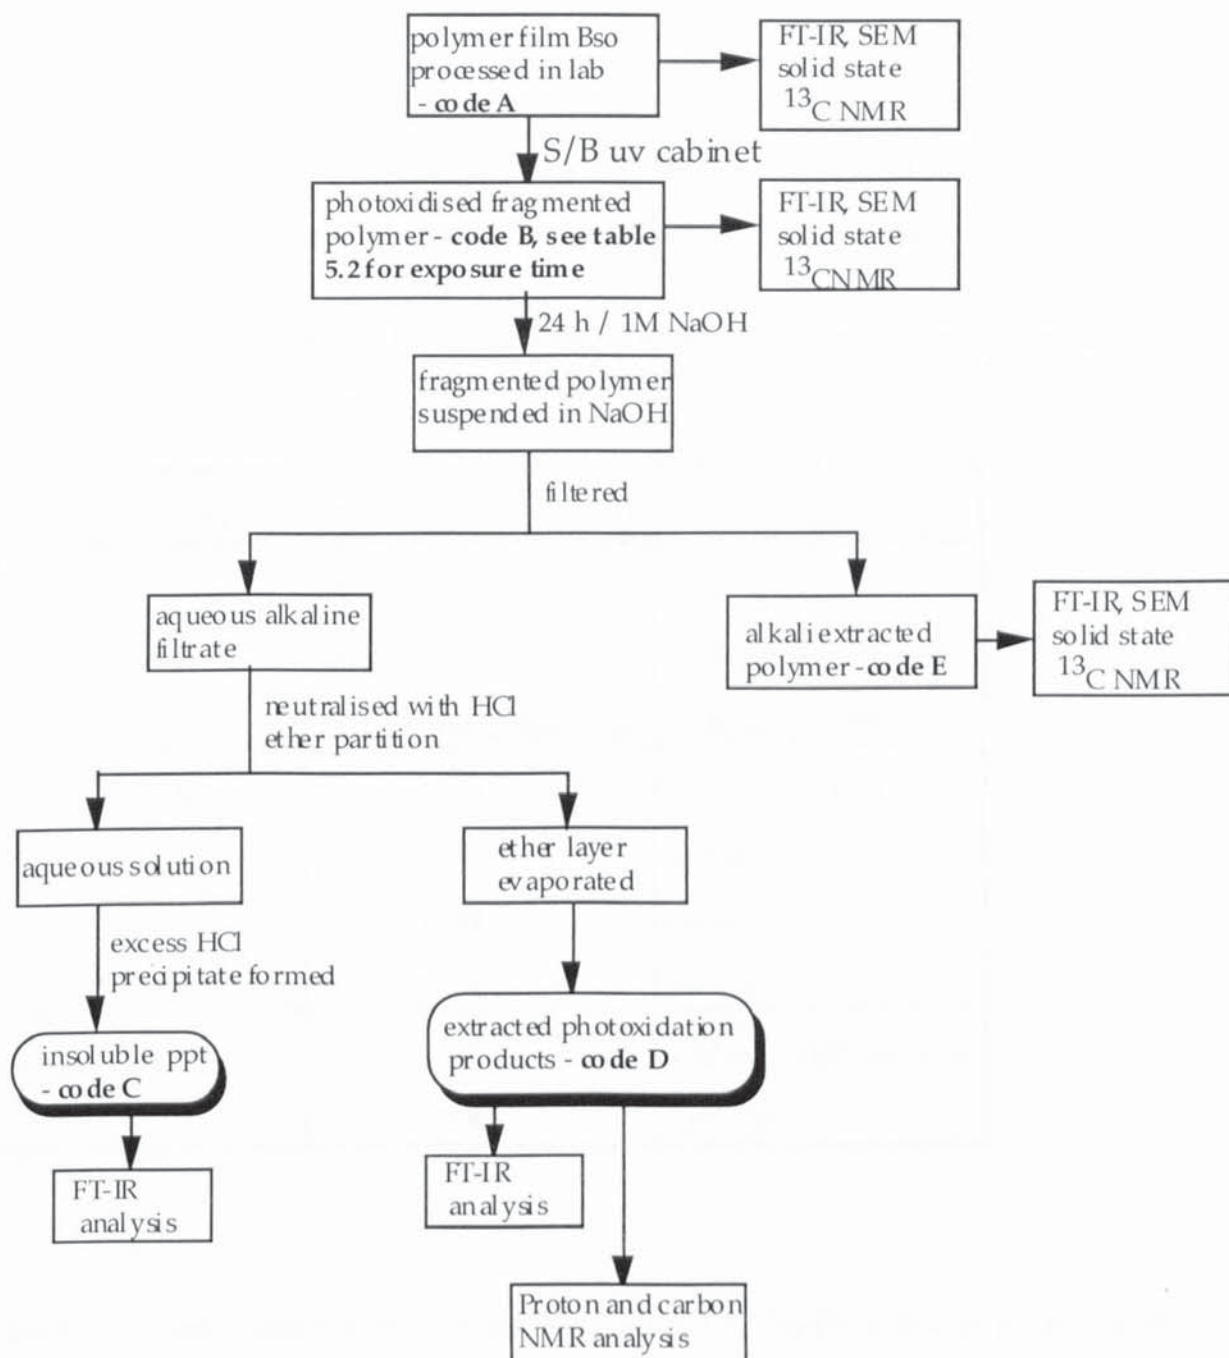 polymer film Bso
processed in lab
- code A
FT-IR, SEM
solid state
13C NMR
S/B uv cabinet
photoxidised fragmented
polymer - code B, see table
5.2 for exposure time
FT-IR, SEM
solid state
13CNMR
24 h / 1M NaOH
fragmented polymer
suspended in NaOH
filtered
aqueous alkaline
filtrate
alkali extracted
polymer - code E
FT-IR, SEM
solid state
13C NMR
neutralised with HCl
ether partition
aqueous solution
ether layer
evaporated
excess HCl
precipitate formed
insoluble ppt
- code C
extracted photoxidation
products - code D
FT-IR
analysis
FT-IR
analysis
Proton and carbon
NMR analysis